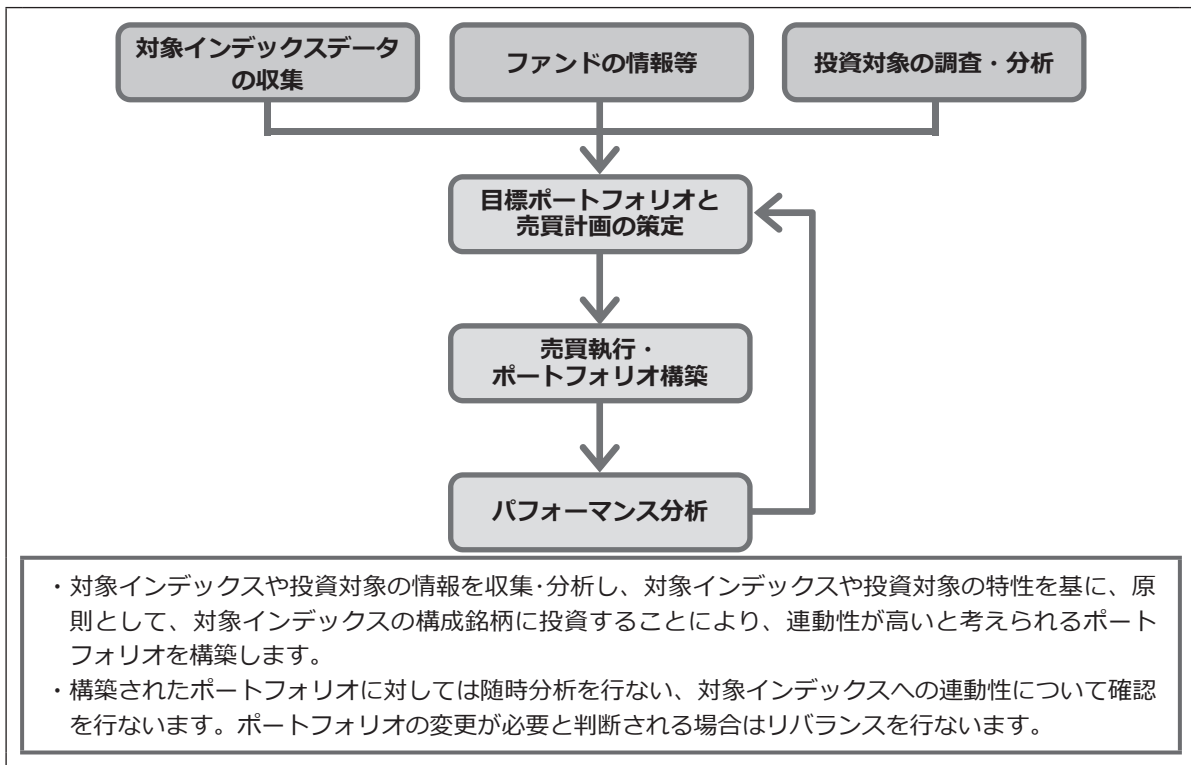 対象インデックスデータ
の収集
ファンドの情報等
投資対象の調査・分析
目標ポートフォリオと
売買計画の策定
売買執行・
ポートフォリオ構築
パフォーマンス分析
・対象インデックスや投資対象の情報を収集･分析し、対象インデックスや投資対象の特性を基に、原
則として、対象インデックスの構成銘柄に投資することにより、連動性が高いと考えられるポート
フォリオを構築します。
・構築されたポートフォリオに対しては随時分析を行ない、対象インデックスへの連動性について確認
を行ないます。ポートフォリオの変更が必要と判断される場合はリバランスを行ないます。